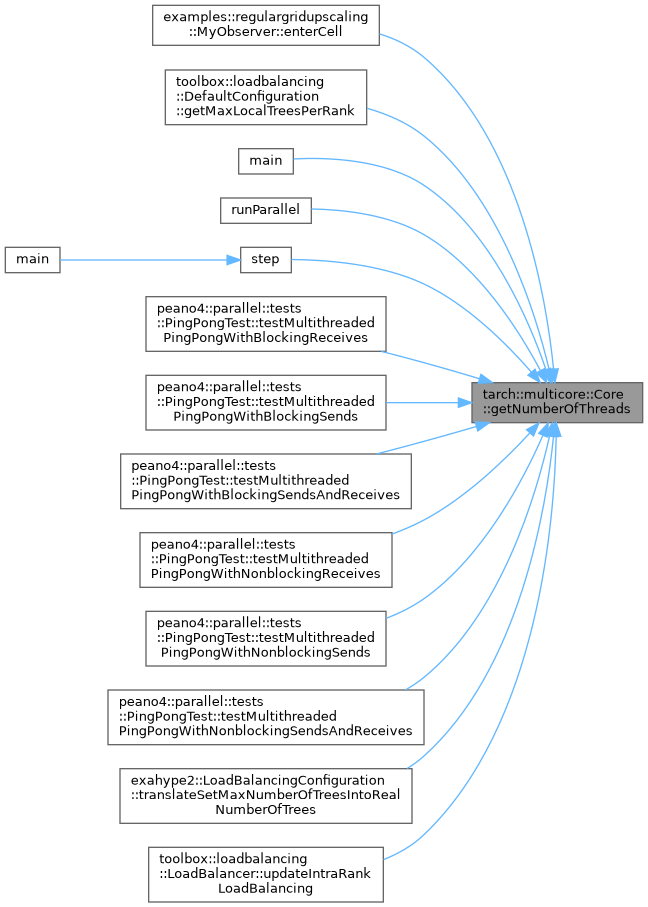 examples::regulargridupscaling
::MyObserver::enterCell
toolbox::loadbalancing
::DefaultConfiguration
::getMaxLocalTreesPerRank
main
runParallel
main
step
peano4::parallel::tests
::PingPongTest::testMultithreaded
PingPongWithBlockingReceives
peano4::parallel::tests
::PingPongTest::testMultithreaded
PingPongWithBlockingSends
tarch::multicore::Core
::getNumberOfThreads
peano4::parallel::tests
::PingPongTest::testMultithreaded
PingPongWithBlockingSendsAndReceives
peano4::parallel::tests
::PingPongTest::testMultithreaded
PingPongWithNonblockingReceives
peano4::parallel::tests
::PingPongTest::testMultithreaded
PingPongWithNonblockingSends
peano4::parallel::tests
::PingPongTest::testMultithreaded
PingPongWithNonblockingSendsAndReceives
exahype2::LoadBalancingConfiguration
::translateSetMaxNumberOfTreesIntoReal
NumberOfTrees
toolbox::loadbalancing
::LoadBalancer::updateIntraRank
LoadBalancing